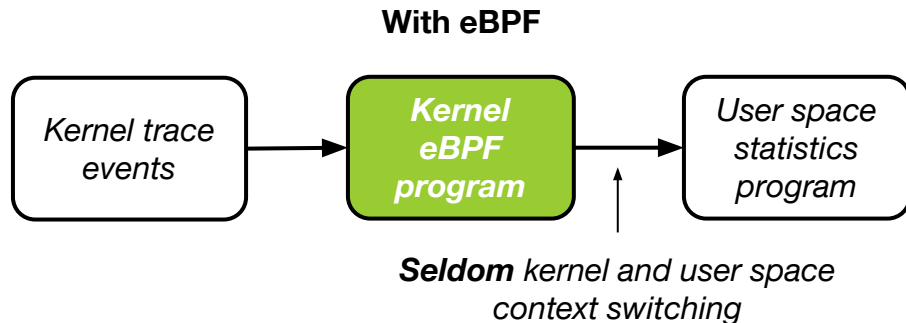 With eBPF
Kernel trace
events
Kernel
eBPF
program
User space
statistics
program
Seldom kernel and user space
context switching